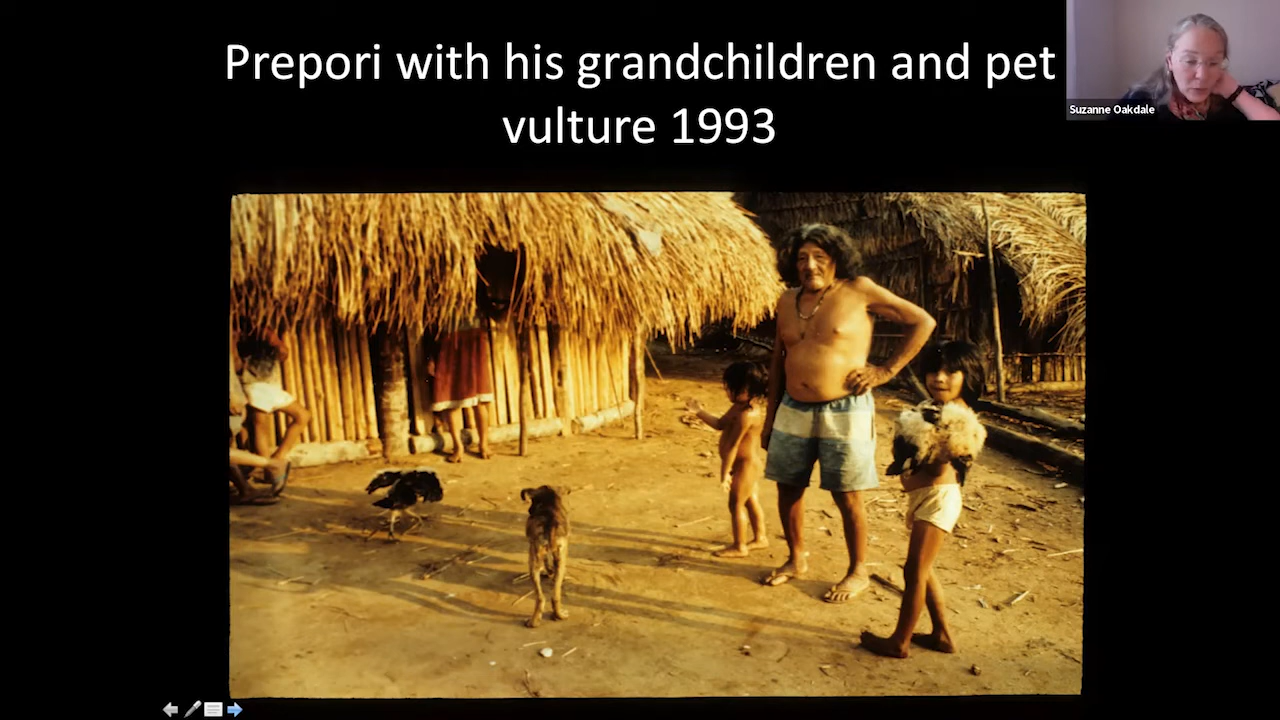 Prepori with his grandchildren and pet
vulture 1993
Suzanne Oakdale